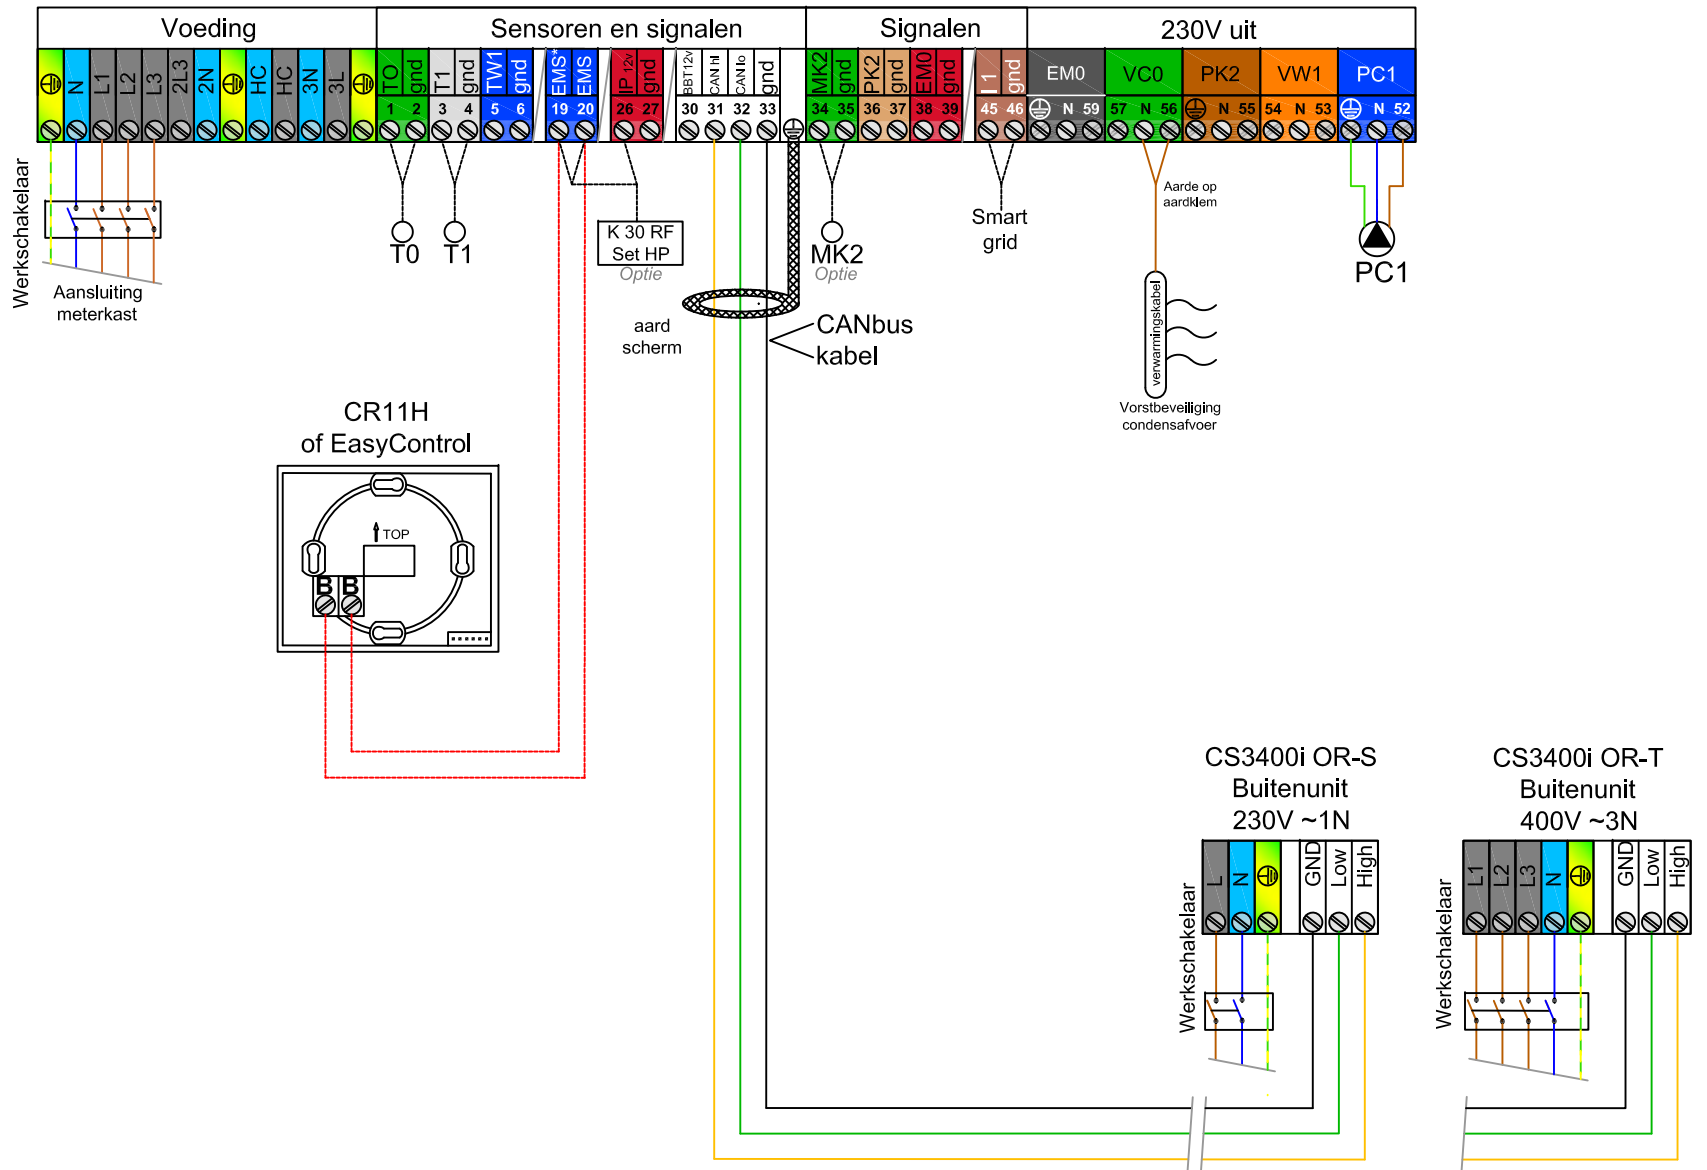 Voeding
Sensoren en signalen
Signalen
230V uit
N
L1
L2
L3
2L3
2N
HC
HC
3N
3L
TO
gnd
T1
gnd
TW1
gnd
EMS*
EMS
IP 12v
gnd
BBT12v
CAN hi
CAN lo
gnd
MK2
gnd
PK2
gnd
EM0
gnd
I 1
gnd
EM0
VC0
PK2
VW1
PC1
1 2 3 4 5 6 19 20 26 27 30 31 32 33 34 35 36 37 38 39 45 46 N 59 57 N 56 N 55 54 N 53 N 52
Werkschakelaar
Aansluiting
meterkast
T0
T1
K 30 RF
Set HP
Optie
MK2
Optie
Smart
grid
Aarde op
aardklem
PC1
verwarmingskabel
Vorstbeveiliging
condensafvoer
aard
scherm
CANbus
kabel
CR11H
of EasyControl
TOP
B B
CS3400i OR-S
Buitenunit
230V ~1N
L
N
GND
Low
High
Werkschakelaar
CS3400i OR-T
Buitenunit
400V ~3N
L1
L2
L3
N
GND
Low
High
Werkschakelaar